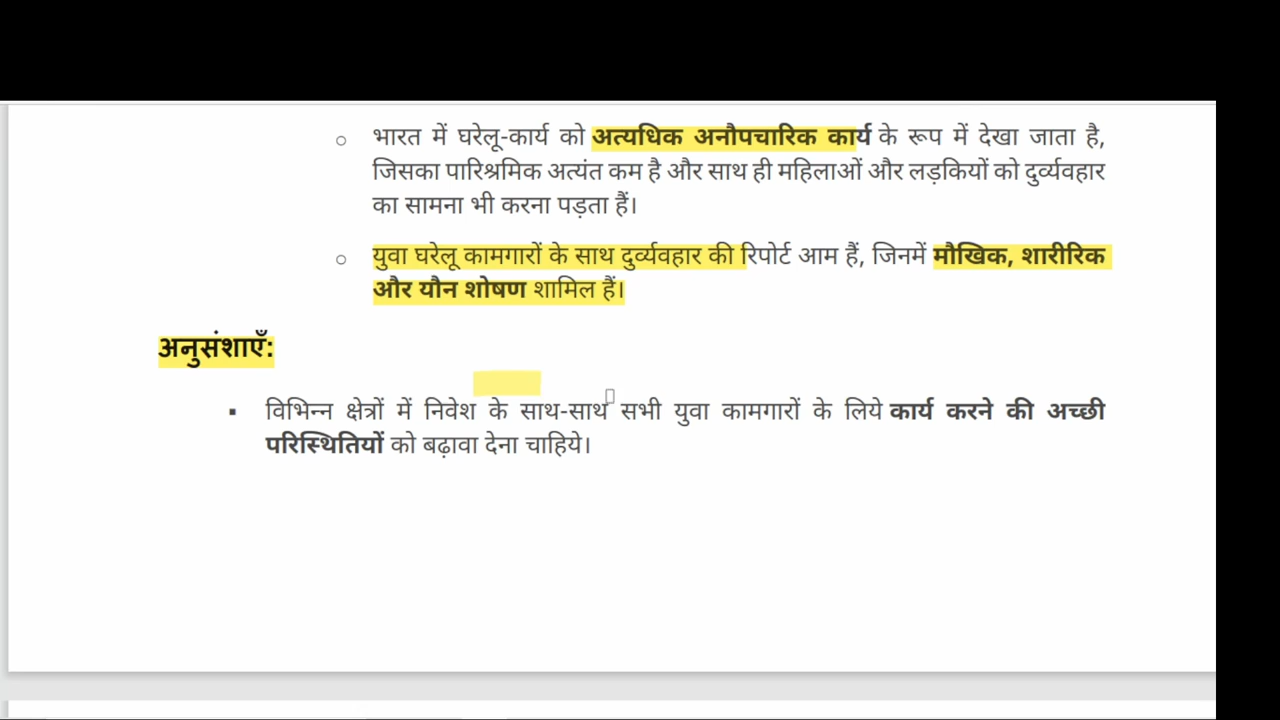 भारत में घरेलू-कार्य को अत्यधिक अनौपचारिक कार्य के रूप में देखा जाता है,
जिसका पारिश्रमिक अत्यंत कम है और साथ ही महिलाओं और लड़कियों को दुर्व्यवहार
का सामना भी करना पड़ता हैं।
युवा घरेलू कामगारों के साथ दुर्व्यवहार की रिपोर्ट आम हैं, जिनमें मौखिक, शारीरिक
और यौन शोषण शामिल हैं।
अनुसंशाएँ:
विभिन्न क्षेत्रों में निवेश के साथ-साथ सभी युवा कामगारों के लिये कार्य करने की अच्छी
परिस्थितियों को बढ़ावा देना चाहिये।